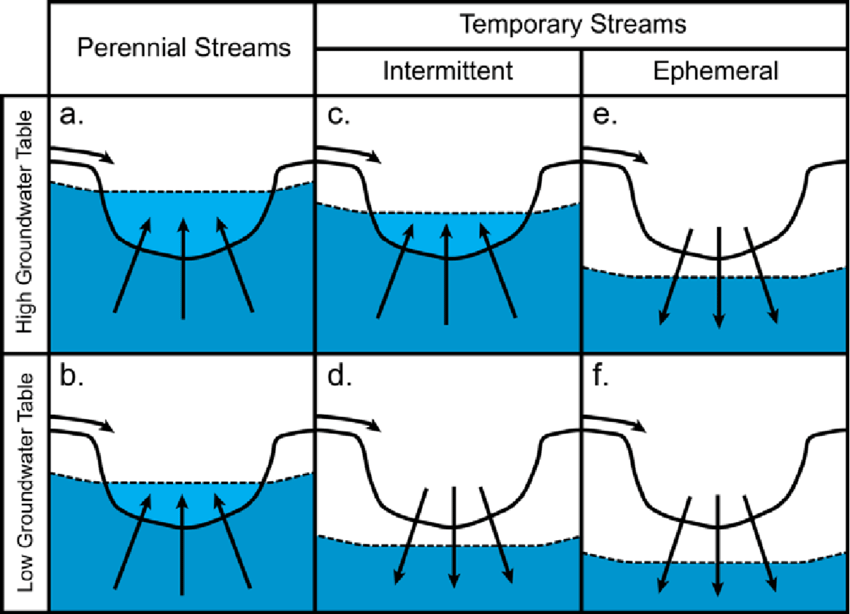 Perennial Streams
Temporary Streams
Intermittent
Ephemeral
High Groundwater Table
a.
c.
e.
Low Groundwater Table
b.
d.
f.